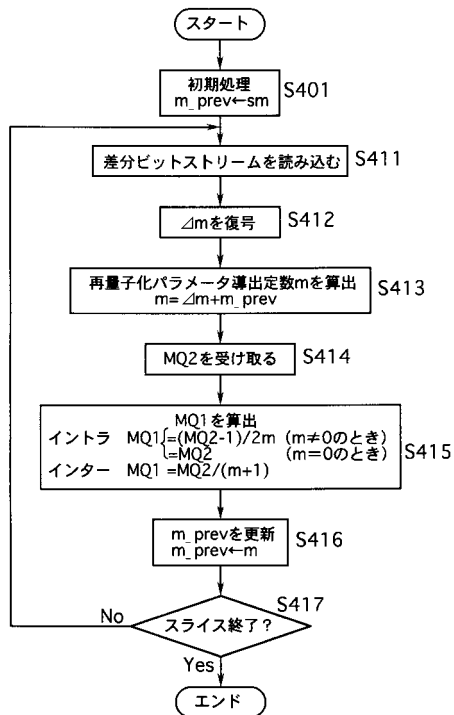 スタート
初期処理
m_prev←sm
S401
差分ビットストリームを読み込む
S411
⊿mを復号
S412
再量子化パラメータ導出定数mを算出
m=⊿m+m_prev
S413
MQ2を受け取る
S414
MQ1を算出
イントラ MQ1{=(MQ2-1)/2m (m≠0のとき)
=MQ2 (m=0のとき)
インター MQ1 =MQ2/(m+1)
S415
m_prevを更新
m_prev←m
S416
S417
スライス終了?
No
Yes
エンド